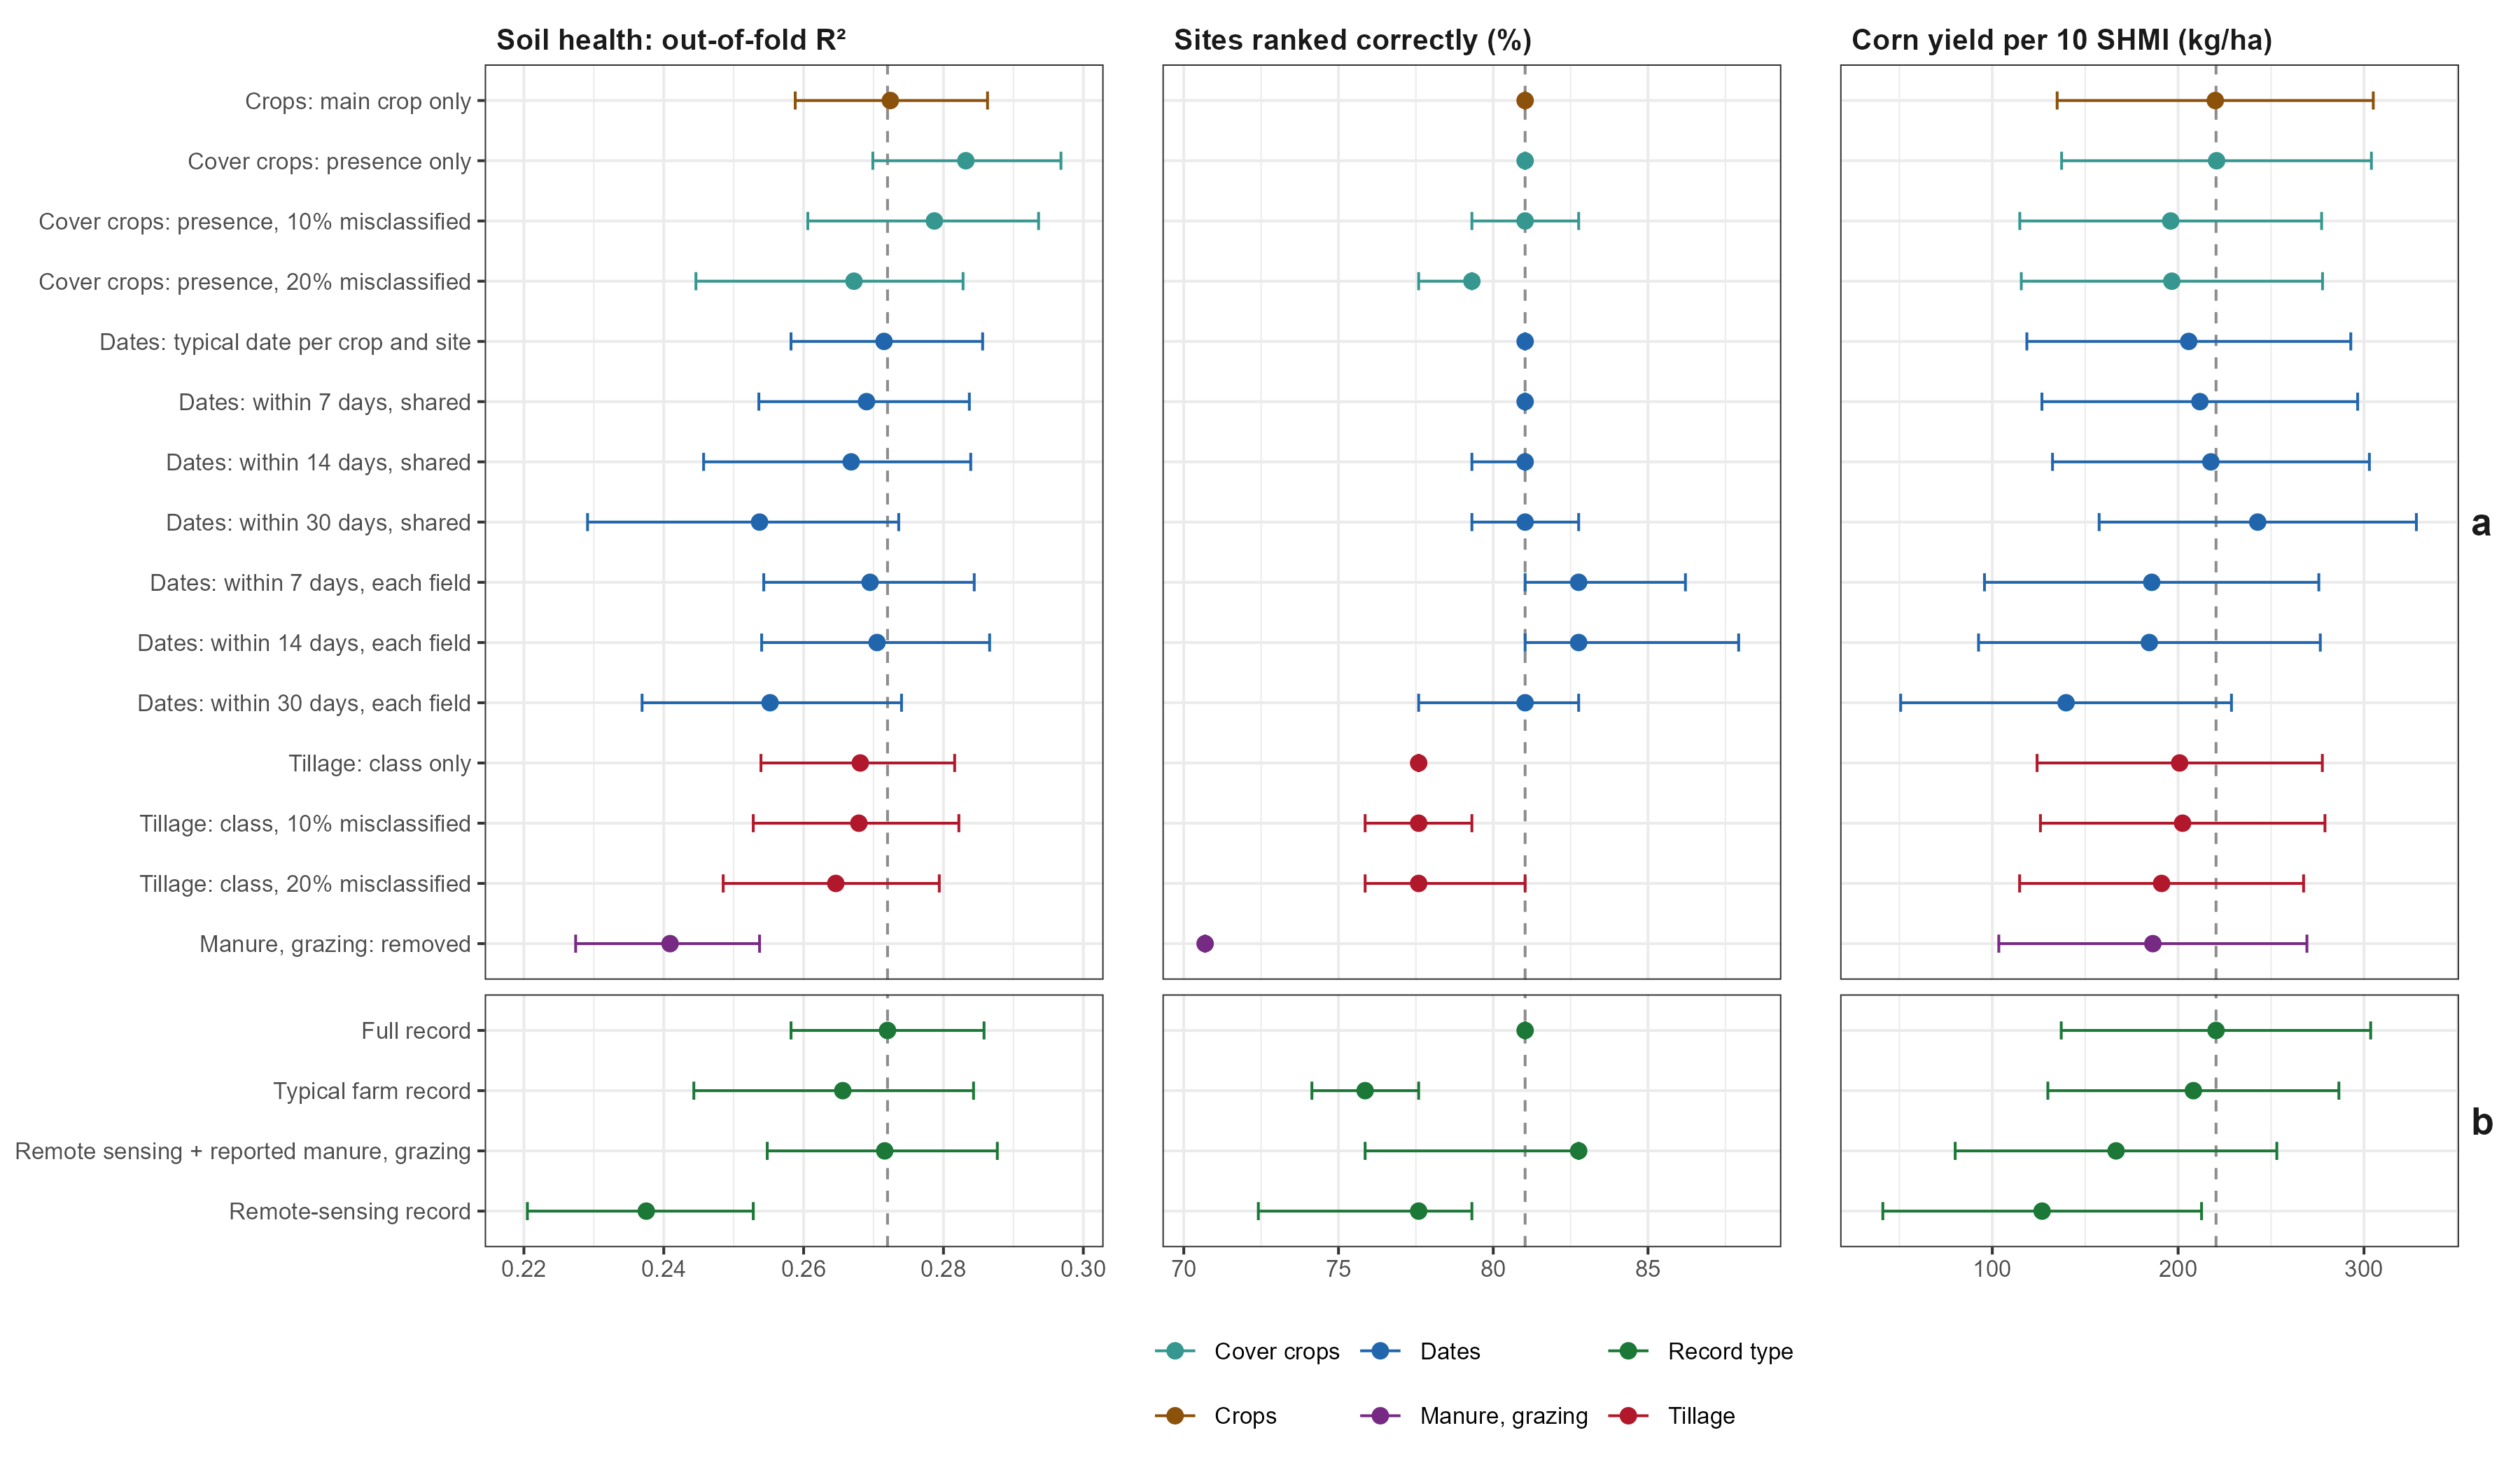 Soil health: out-of-fold R²
Sites ranked correctly (%)
Corn yield per 10 SHMI (kg/ha)
Crops: main crop only
Cover crops: presence only
Cover crops: presence, 10% misclassified
Cover crops: presence, 20% misclassified
Dates: typical date per crop and site
Dates: within 7 days, shared
Dates: within 14 days, shared
Dates: within 30 days, shared
a
Dates: within 7 days, each field
Dates: within 14 days, each field
Dates: within 30 days, each field
Tillage: class only
Tillage: class, 10% misclassified
Tillage: class, 20% misclassified
Manure, grazing: removed
Full record
Typical farm record
b
Remote sensing + reported manure, grazing
Remote-sensing record
0.22 0.24 0.26 0.28 0.30
70 75 80 85
100 200 300
Cover crops Dates Record type
Crops Manure, grazing Tillage